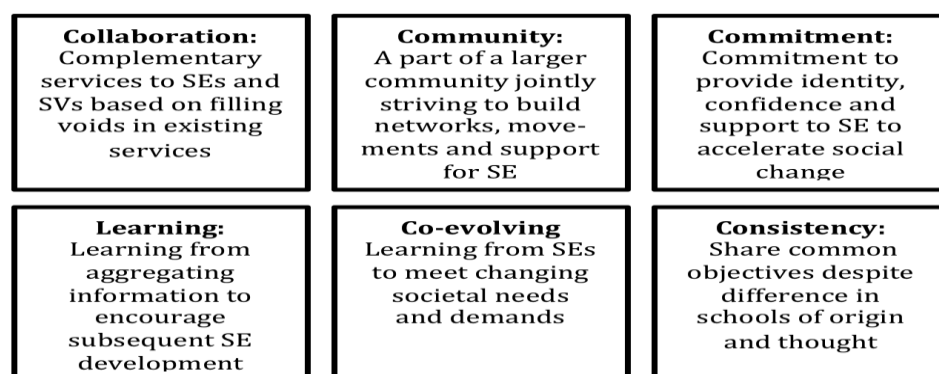 Collaboration:
Complementary
services to SEs and
SVs based on filling
voids in existing
services
Community:
A part of a larger
community jointly
striving to build
networks, move-
ments and support
for SE
Commitment:
Commitment to
provide identity,
confidence and
support to SE to
accelerate social
change
Learning:
Learning from
aggregating
information to
encourage
subsequent SE
development
Co-evolving
Learning from SEs
to meet changing
societal needs
and demands
Consistency:
Share common
objectives despite
difference in
schools of origin
and thought